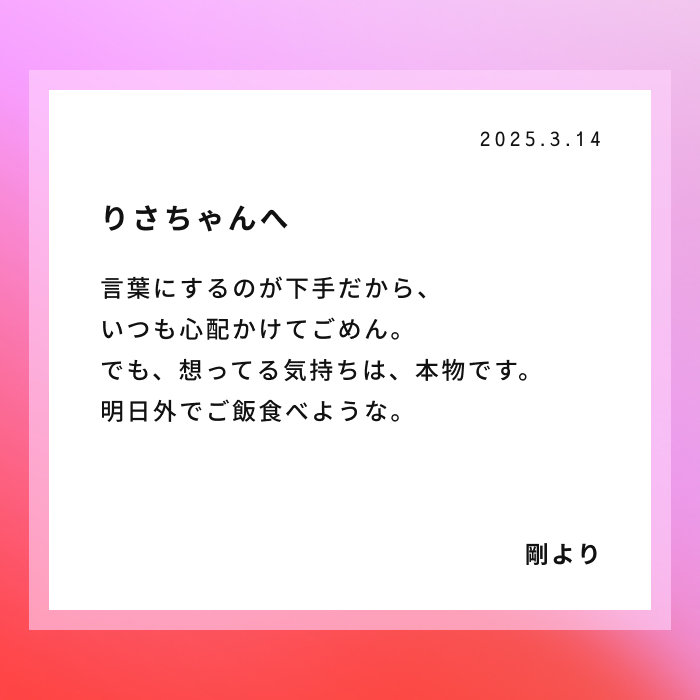 2025.3.14
りさちゃんへ
言葉にするのが下手だから、
いつも心配かけてごめん。
でも、想ってる気持ちは、本物です。
明日外でご飯食べような。
剛より